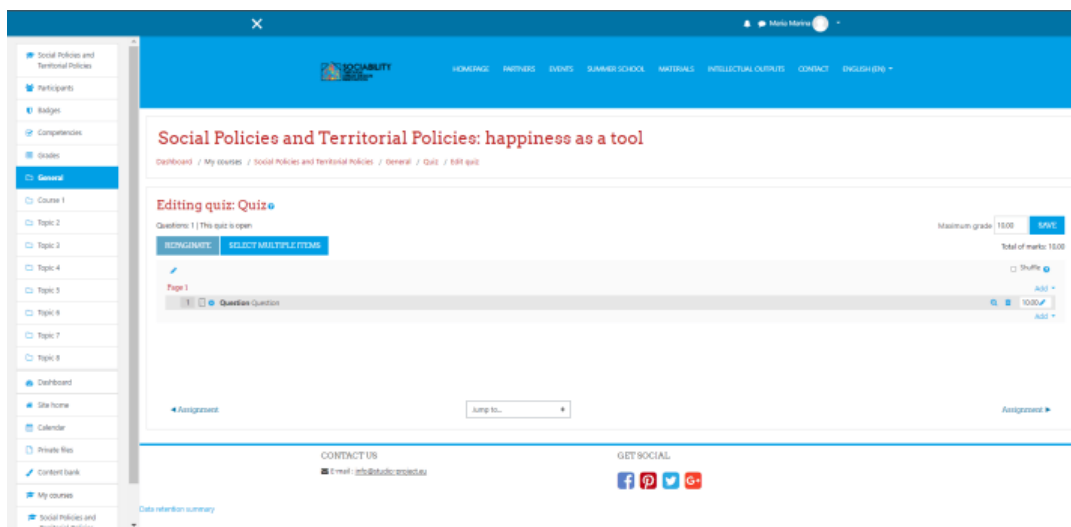 Maria Marina
Social Policies and
Territorial Policies
Participants
Badges
Competencies
Grades
General
Course 1
Topic 2
Topic 3
Topic 4
Topic 5
Topic 6
Topic 7
Topic 8
Dashboard
Site home
Calendar
Private files
Content bank
My courses
Social Policies and
SOCIABILITY
HOMEPAGE PARTNERS EVENTS SUMMER SCHOOL MATERIALS INTELLECTUAL OUTPUTS CONTACT ENGLISH (EN)
Social Policies and Territorial Policies: happiness as a tool
Dashboard / My courses / Social Policies and Territorial Policies / General / Quiz / Edit quiz
Editing quiz: Quiz
Questions: 1 | This quiz is open
Maximum grade 10.00 SAVE
REPAGINATE SELECT MULTIPLE ITEMS
Total of marks: 10.00
Shuffle
Page 1
Add
1 Question Question
10.00
Add
◄ Assignment
Jump to...
Assignment ►
CONTACT US
GET SOCIAL
E-mail : info@studio-project.eu
Data retention summary